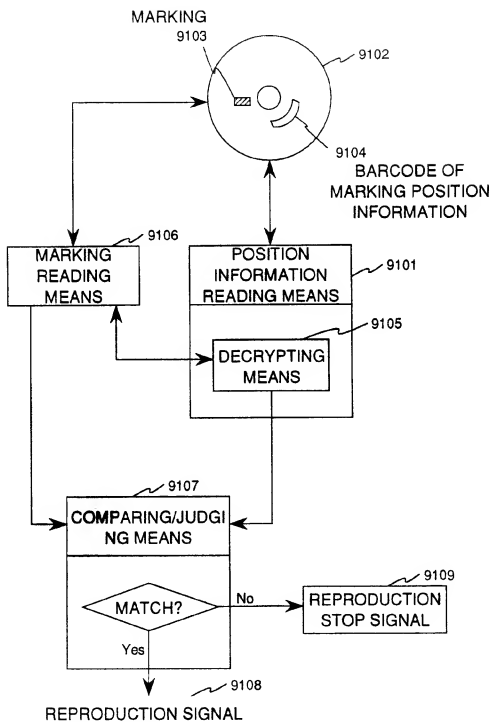 MARKING
9103
9102
9104
BARCODE OF
MARKING POSITION
INFORMATION
9106
MARKING
READING
MEANS
POSITION
INFORMATION
READING MEANS
9101
9105
DECRYPTING
MEANS
9107
COMPARING/JUDGI
NG MEANS
MATCH?
No
Yes
9109
REPRODUCTION
STOP SIGNAL
9108
REPRODUCTION SIGNAL